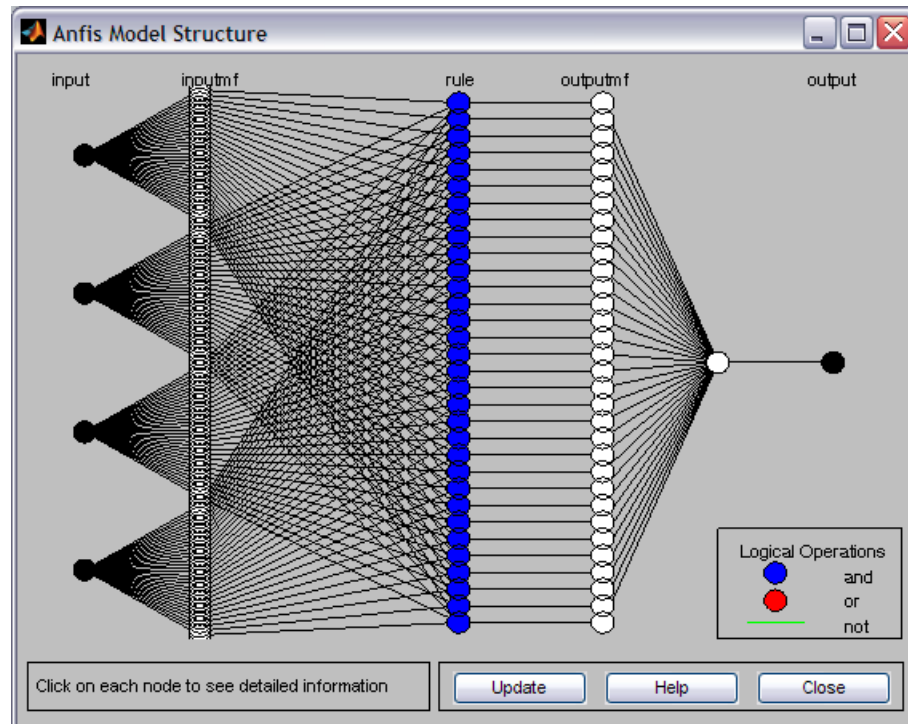 Anfis Model Structure
input inputmf rule outputmf output
Logical Operations
and
or
not
Click on each node to see detailed information
Update Help Close